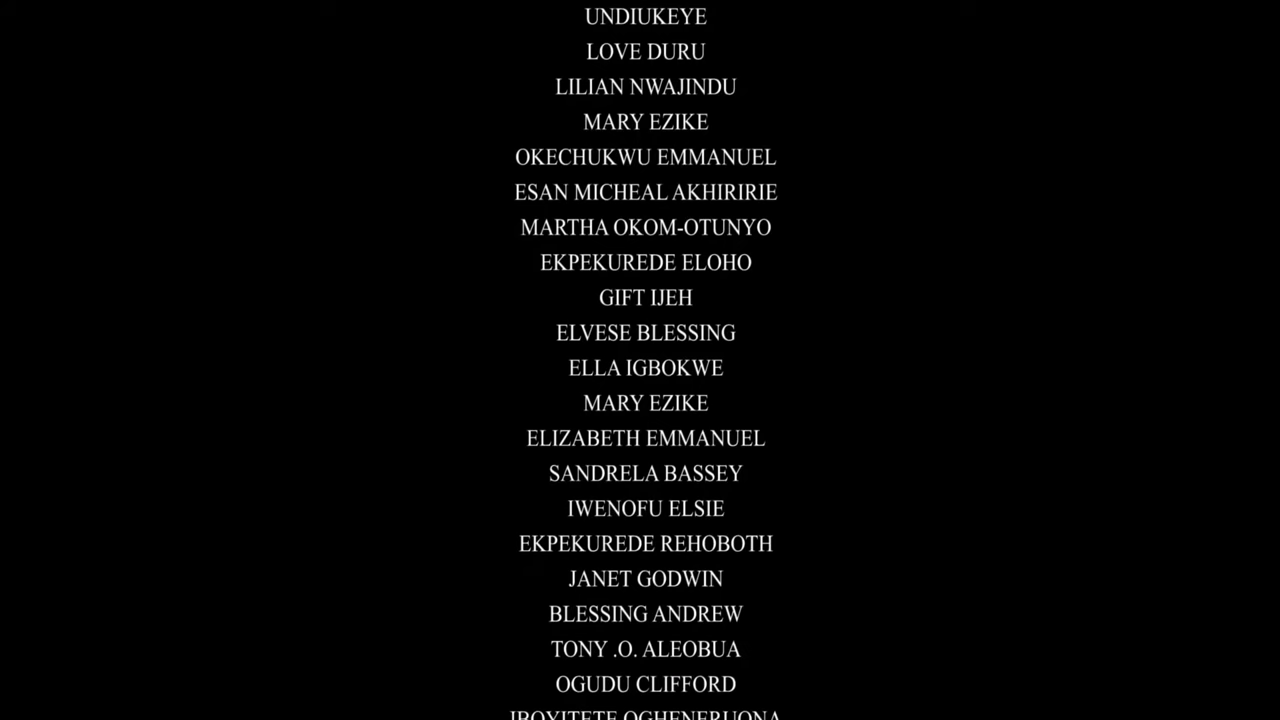 UNDIUKEYE
LOVE DURU
LILIAN NWAJINDU
MARY EZIKE
OKECHUKWU EMMANUEL
ESAN MICHEAL AKHIRIRIE
MARTHA OKOM-OTUNYO
EKPEKUREDE ELOHO
GIFT IJEH
ELVESE BLESSING
ELLA IGBOKWE
MARY EZIKE
ELIZABETH EMMANUEL
SANDRELA BASSEY
IWENOFU ELSIE
EKPEKUREDE REHOBOTH
JANET GODWIN
BLESSING ANDREW
TONY .O. ALEOBUA
OGUDU CLIFFORD